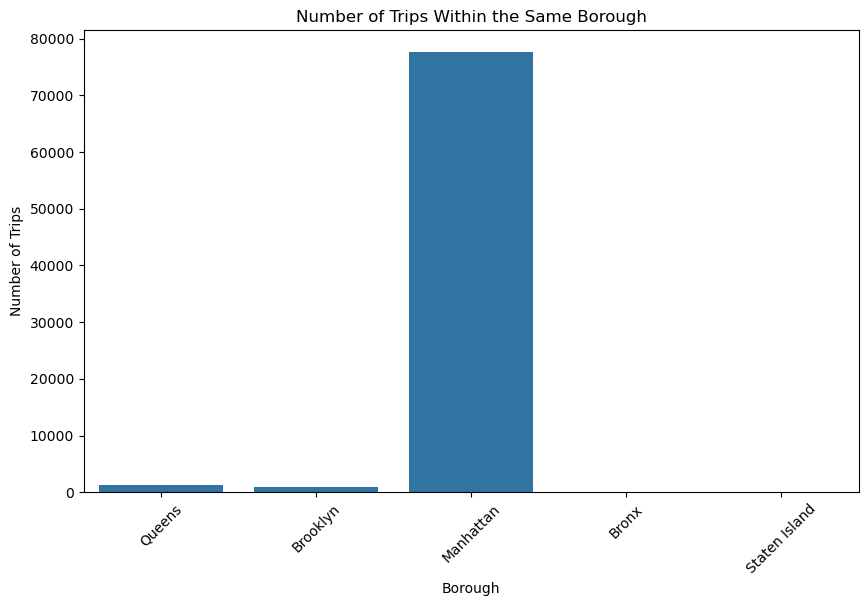 Number of Trips Within the Same Borough
80000
70000
60000
50000
40000
30000
20000
10000
0
Number of Trips
Queens
Brooklyn
Manhattan
Bronx
Staten Island
Borough